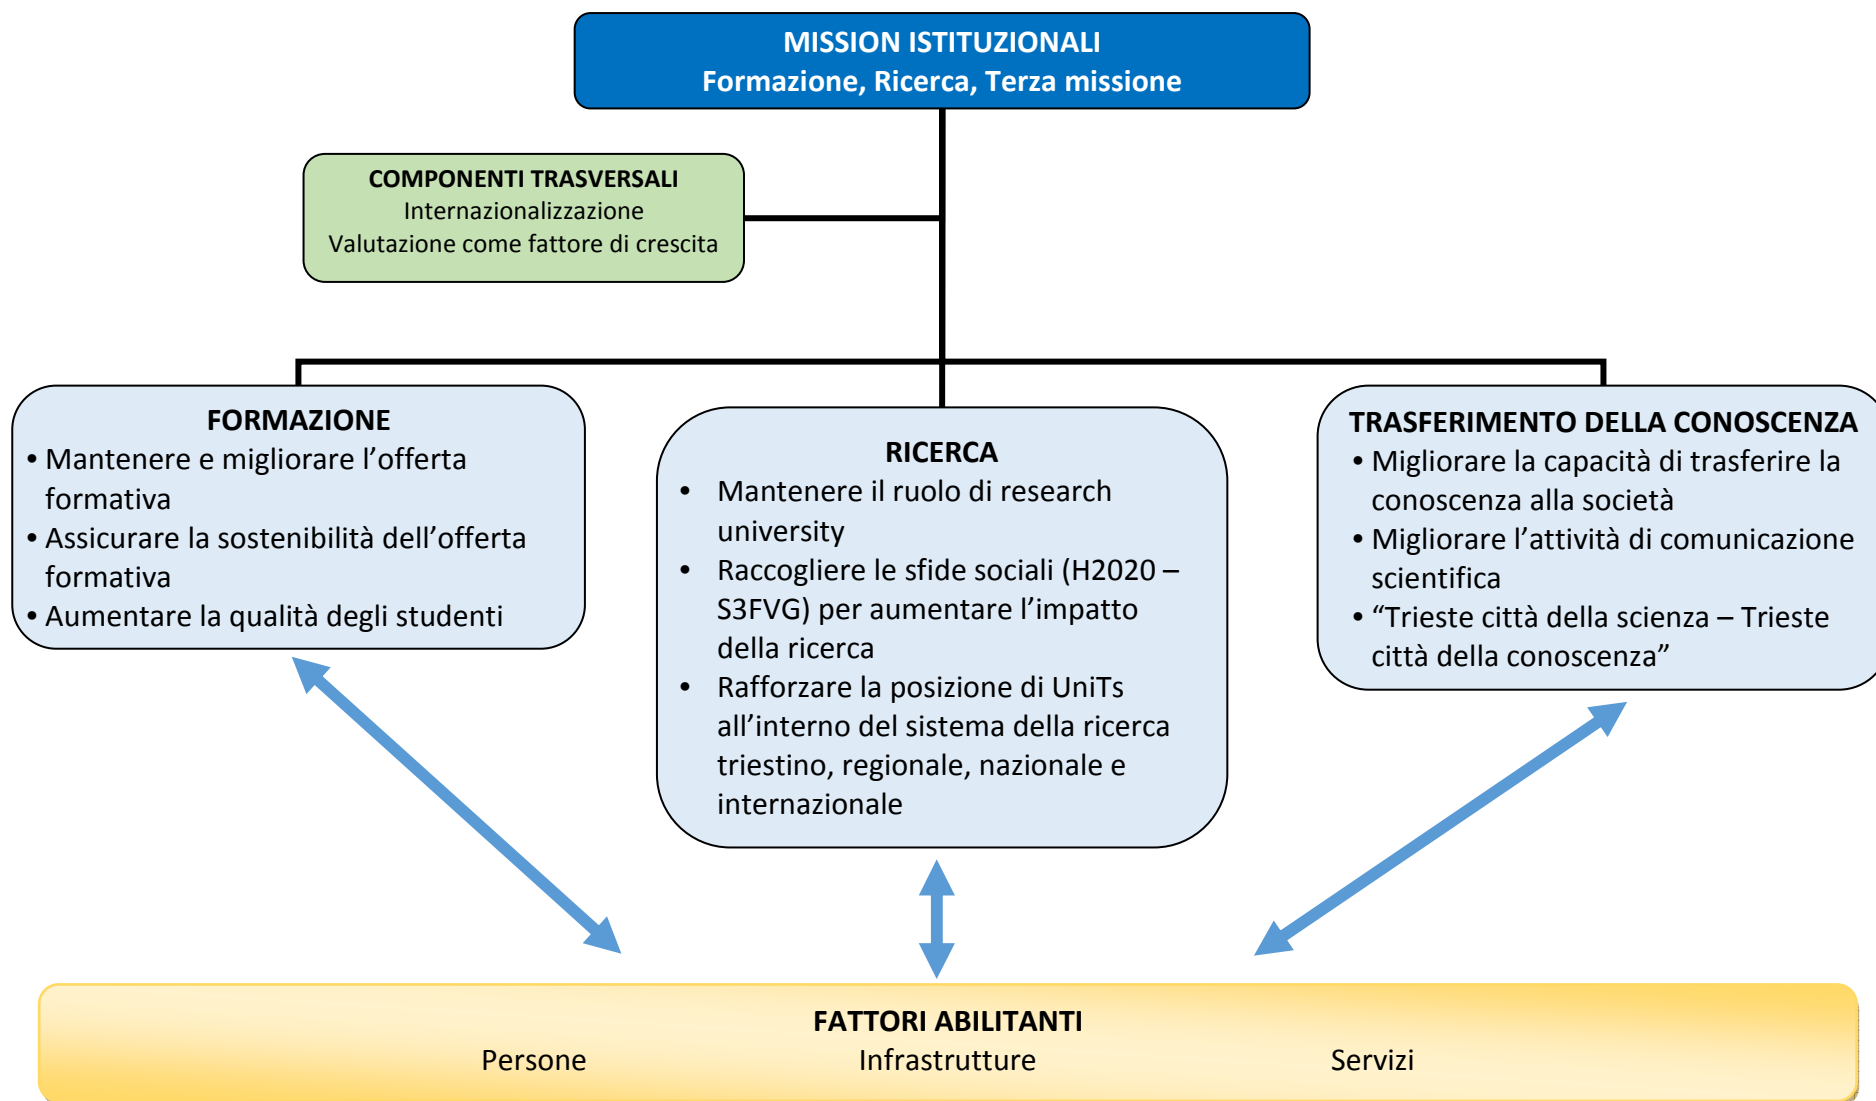 MISSION ISTITUZIONALI
Formazione, Ricerca, Terza missione
COMPONENTI TRASVERSALI
Internazionalizzazione
Valutazione come fattore di crescita
FORMAZIONE
• Mantenere e migliorare l’offerta
formativa
• Assicurare la sostenibilità dell’offerta
formativa
• Aumentare la qualità degli studenti
RICERCA
• Mantenere il ruolo di research
university
• Raccogliere le sfide sociali (H2020 –
S3FVG) per aumentare l’impatto
della ricerca
• Rafforzare la posizione di UniTs
all’interno del sistema della ricerca
triestino, regionale, nazionale e
internazionale
TRASFERIMENTO DELLA CONOSCENZA
• Migliorare la capacità di trasferire la
conoscenza alla società
• Migliorare l’attività di comunicazione
scientifica
• “Trieste città della scienza – Trieste
città della conoscenza”
FATTORI ABILITANTI
Persone Infrastrutture Servizi